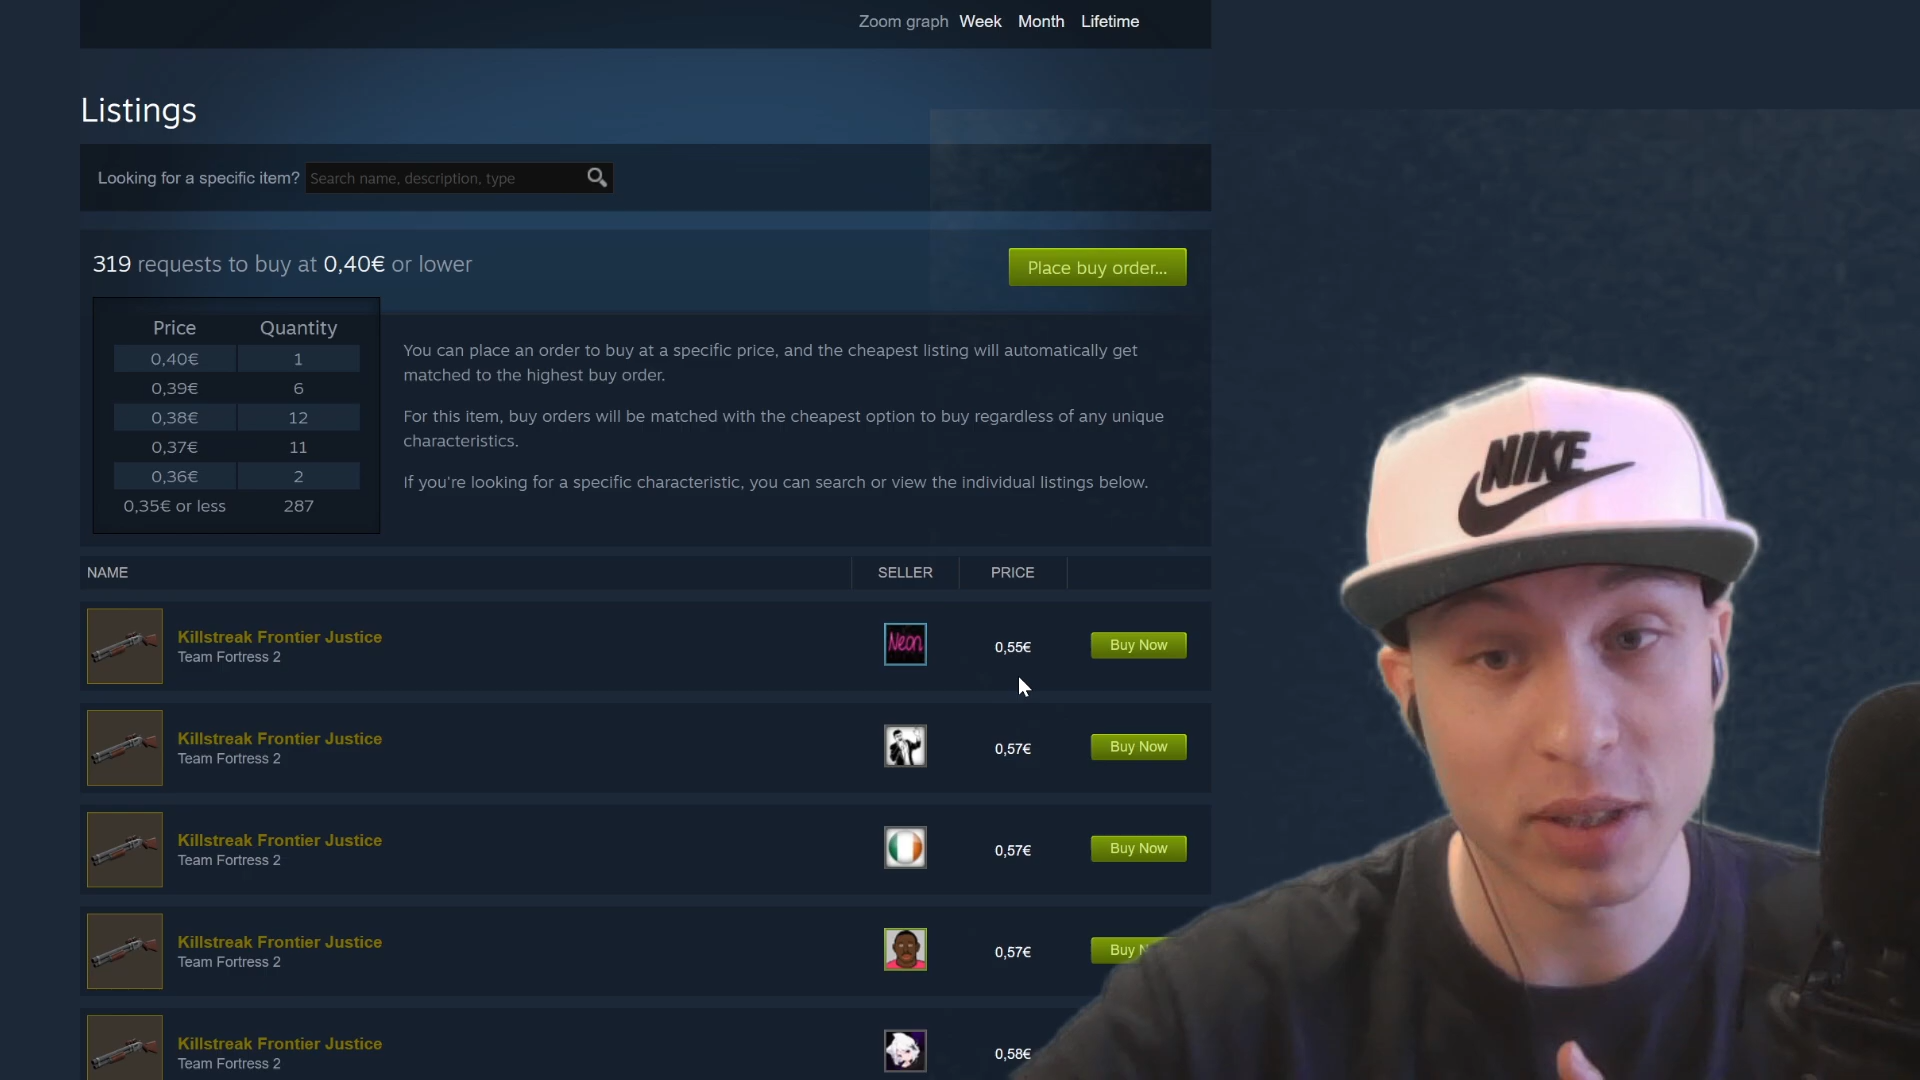 Zoom graph Week Month Lifetime
Listings
Looking for a specific item? Search name, description, type
319 requests to buy at 0,40€ or lower
Place buy order...
Price Quantity
0,40€ 1
0,39€ 6
0,38€ 12
0,37€ 11
0,36€ 2
0,35€ or less 287
You can place an order to buy at a specific price, and the cheapest listing will automatically get
matched to the highest buy order.
For this item, buy orders will be matched with the cheapest option to buy regardless of any unique
characteristics.
If you're looking for a specific characteristic, you can search or view the individual listings below.
NAME SELLER PRICE
Killstreak Frontier Justice
Team Fortress 2
Neon
0,55€
Buy Now
Killstreak Frontier Justice
Team Fortress 2
0,57€
Buy Now
Killstreak Frontier Justice
Team Fortress 2
0,57€
Buy Now
Killstreak Frontier Justice
Team Fortress 2
0,57€
Buy
Killstreak Frontier Justice
Team Fortress 2
0,58€
NIKE